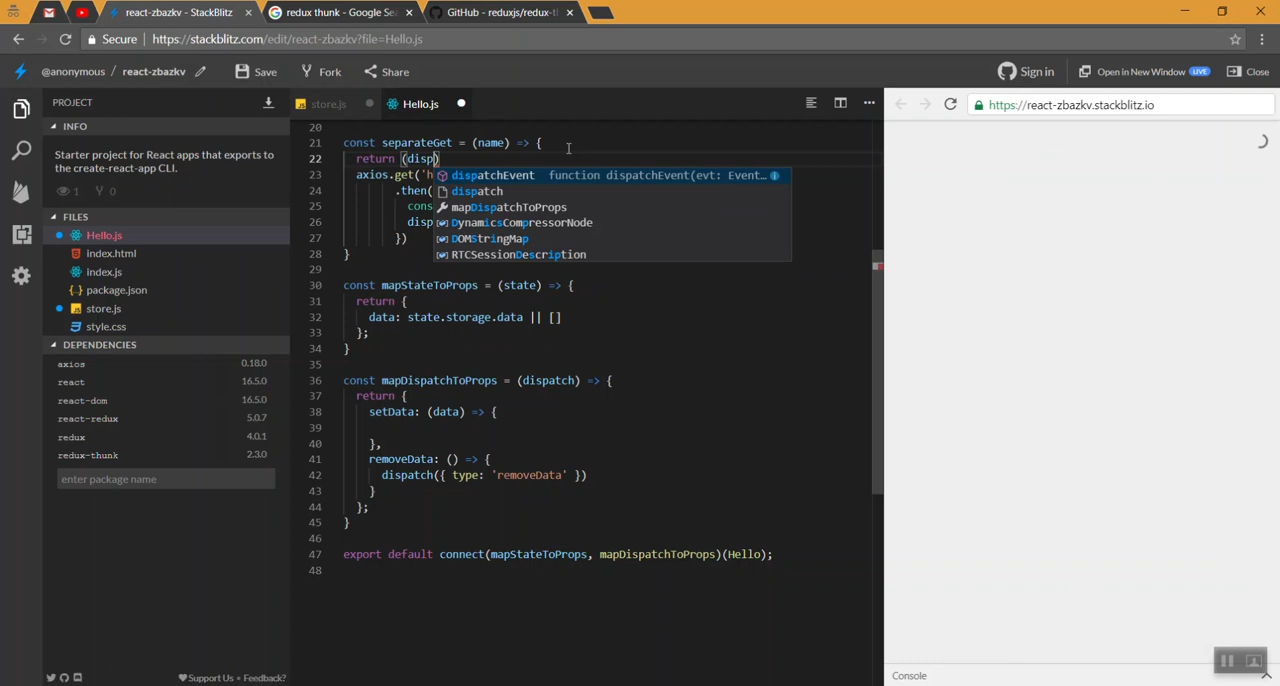 react-zbazkv - StackBlitz
redux thunk - Google Sea
GitHub - reduxjs/redux-t
Secure
https://stackblitz.com/edit/react-zbazkv?file=Hello.js
@anonymous / react-zbazkv
Save
Fork
Share
Sign in
Open in New Window LIVE
Close
PROJECT
INFO
Starter project for React apps that exports to
the create-react-app CLI.
1
0
FILES
Hello.js
index.html
index.js
package.json
store.js
style.css
DEPENDENCIES
axios 0.18.0
react 16.5.0
react-dom 16.5.0
react-redux 5.0.7
redux 4.0.1
redux-thunk 2.3.0
enter package name
Support Us • Feedback?
store.js
Hello.js
20
21 const separateGet = (name) => {
22 return (disp)
23 axios.get('h
24 .then(
25 cons
26 disp
27 })
28 }
dispatchEvent function dispatchEvent(evt: Event...
dispatch
mapDispatchToProps
DynamicsCompressorNode
DOMStringMap
RTCSessionDescription
29
30 const mapStateToProps = (state) => {
31 return {
32 data: state.storage.data || []
33 };
34 }
35
36 const mapDispatchToProps = (dispatch) => {
37 return {
38 setData: (data) => {
39
40 },
41 removeData: () => {
42 dispatch({ type: 'removeData' })
43 }
44 };
45 }
46
47 export default connect(mapStateToProps, mapDispatchToProps)(Hello);
48
https://react-zbazkv.stackblitz.io
Console